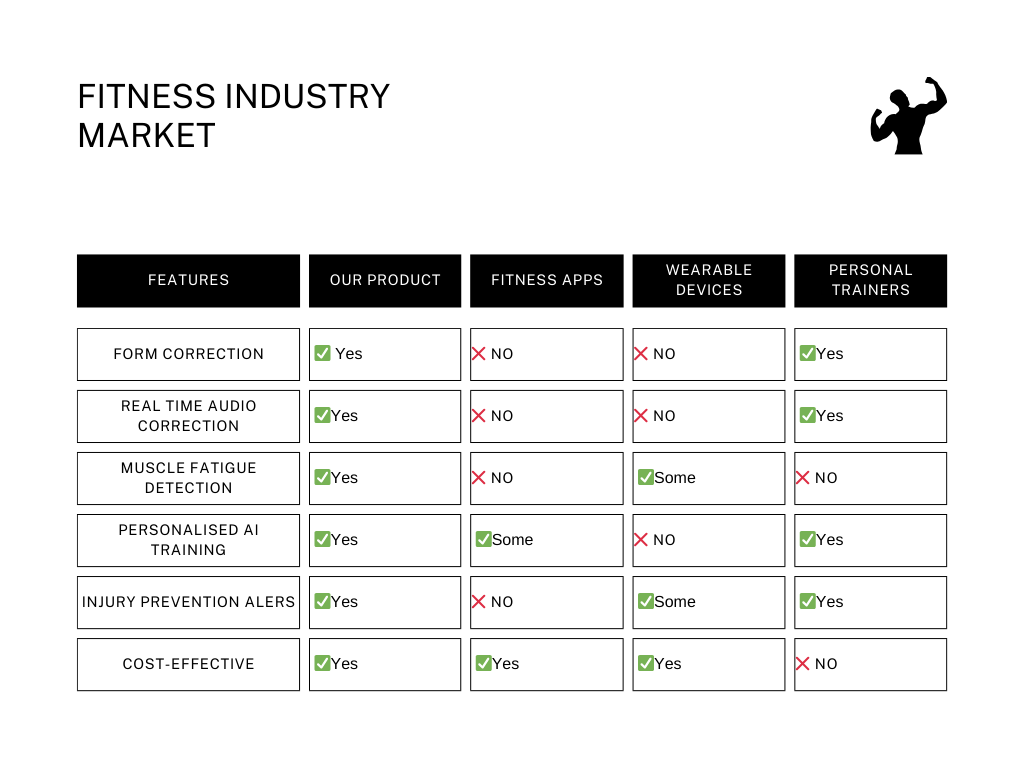 FITNESS INDUSTRY
MARKET
FEATURES
OUR PRODUCT
FITNESS APPS
WEARABLE
DEVICES
PERSONAL
TRAINERS
FORM CORRECTION
✅ Yes
❌ NO
❌ NO
✅Yes
REAL TIME AUDIO
CORRECTION
✅Yes
❌ NO
❌ NO
✅Yes
MUSCLE FATIGUE
DETECTION
✅Yes
❌ NO
✅Some
❌ NO
PERSONALISED AI
TRAINING
✅Yes
✅Some
❌ NO
✅Yes
INJURY PREVENTION ALERS
✅Yes
❌ NO
✅Some
✅Yes
COST-EFFECTIVE
✅Yes
✅Yes
✅Yes
❌ NO